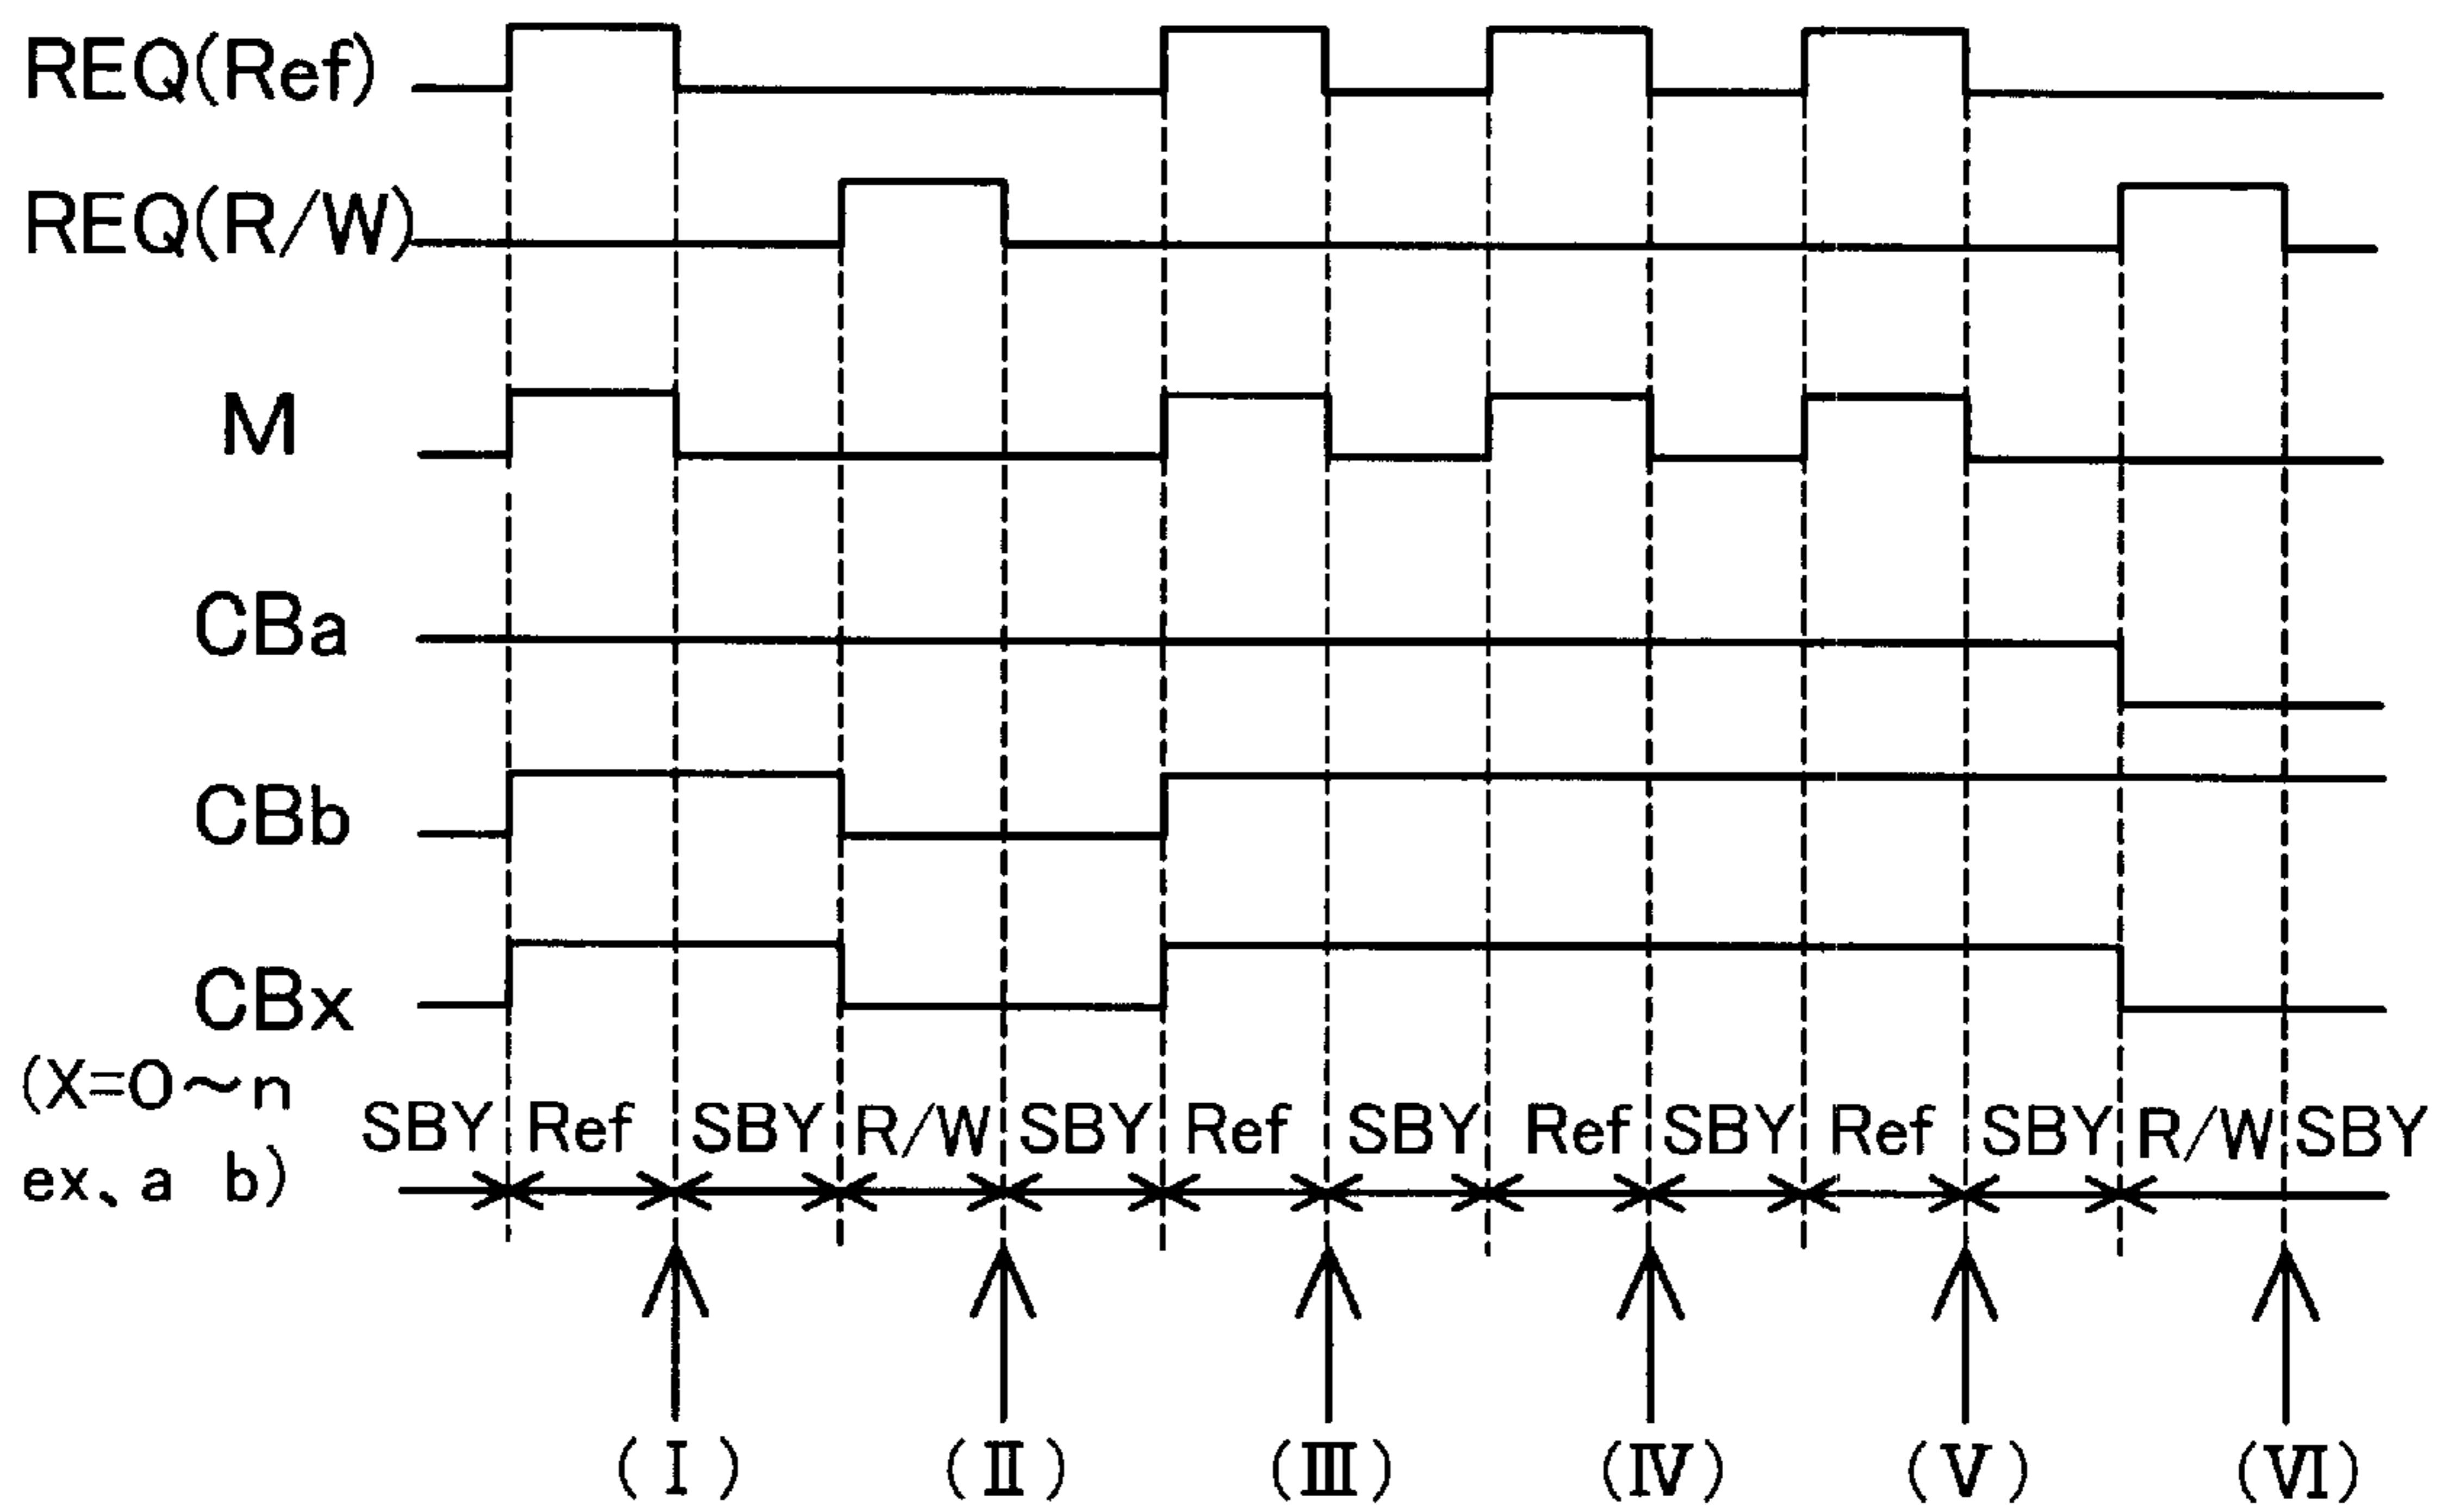 REQ(Ref)
REQ(R/W)
M
CBa
CBb
CBx
(X=0～n
ex、a b)
SBY Ref SBY R/W SBY Ref SBY Ref SBY Ref SBY R/W SBY
(Ⅰ) (Ⅱ) (Ⅲ) (Ⅳ) (Ⅴ) (Ⅵ)